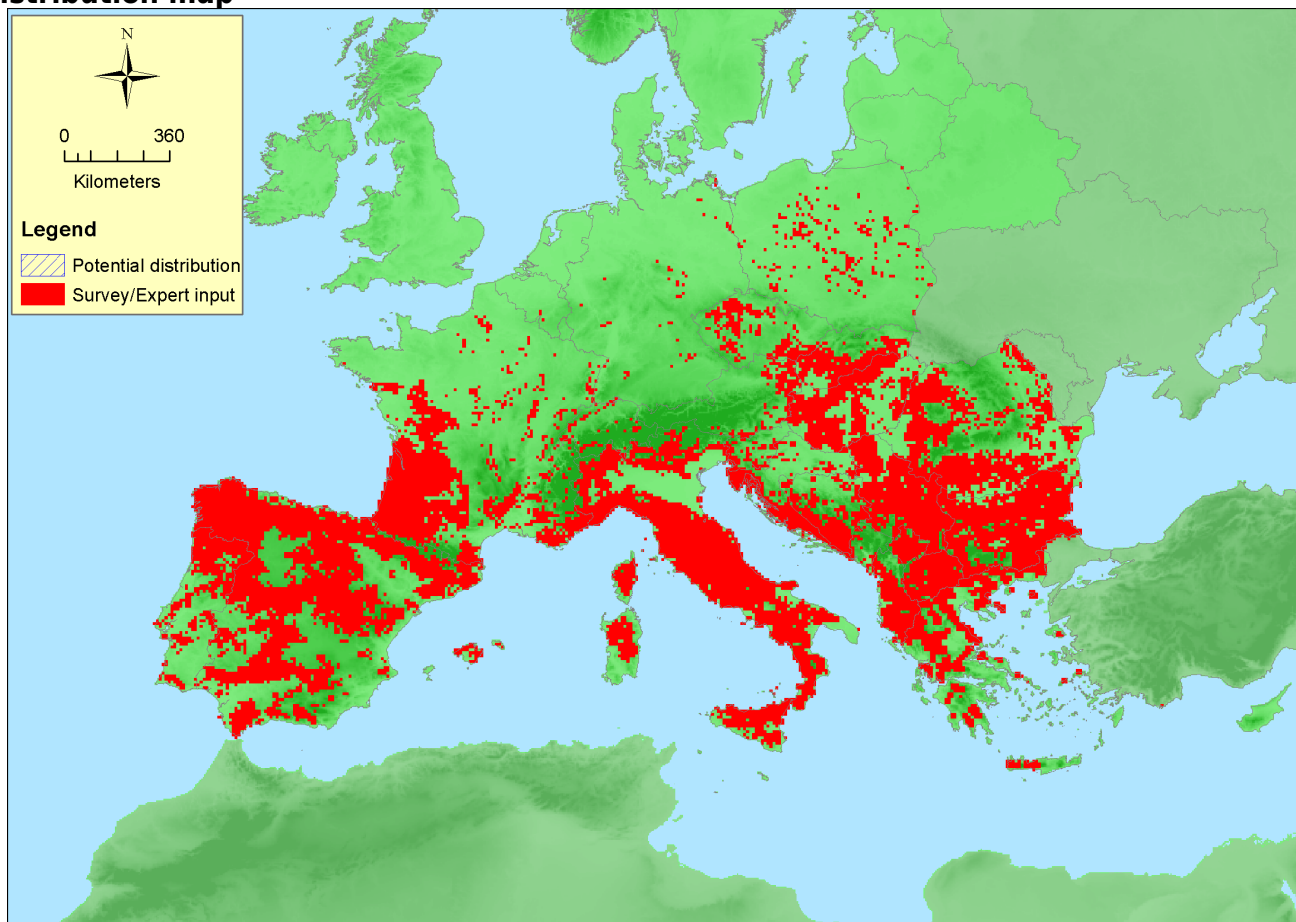 N
0 360
Kilometers
Legend
Potential distribution
Survey/Expert input